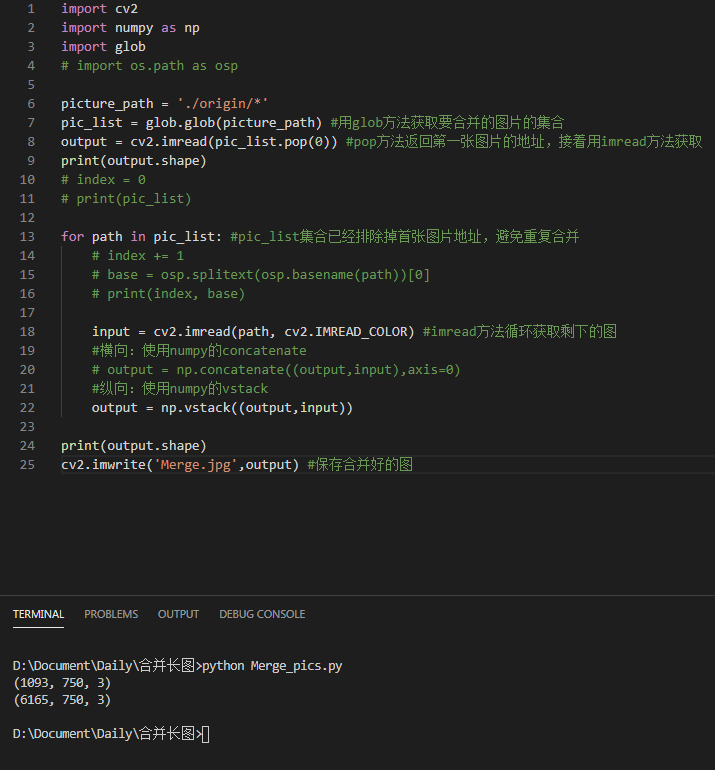 1 import cv2
2 import numpy as np
3 import glob
4 # import os.path as osp
5
6 picture_path = './origin/*'
7 pic_list = glob.glob(picture_path) #用glob方法获取要合并的图片的集合
8 output = cv2.imread(pic_list.pop(0)) #pop方法返回第一张图片的地址，接着用imread方法获取
9 print(output.shape)
10 # index = 0
11 # print(pic_list)
12
13 for path in pic_list: #pic_list集合已经排除掉首张图片地址，避免重复合并
14     # index += 1
15     # base = osp.splitext(osp.basename(path))[0]
16     # print(index, base)
17
18     input = cv2.imread(path, cv2.IMREAD_COLOR) #imread方法循环获取剩下的图
19     #横向：使用numpy的concatenate
20     # output = np.concatenate((output,input),axis=0)
21     #纵向：使用numpy的vstack
22     output = np.vstack((output,input))
23
24 print(output.shape)
25 cv2.imwrite('Merge.jpg',output) #保存合并好的图
TERMINAL PROBLEMS OUTPUT DEBUG CONSOLE
D:\Document\Daily\合并长图>python Merge_pics.py
(1093, 750, 3)
(6165, 750, 3)
D:\Document\Daily\合并长图>